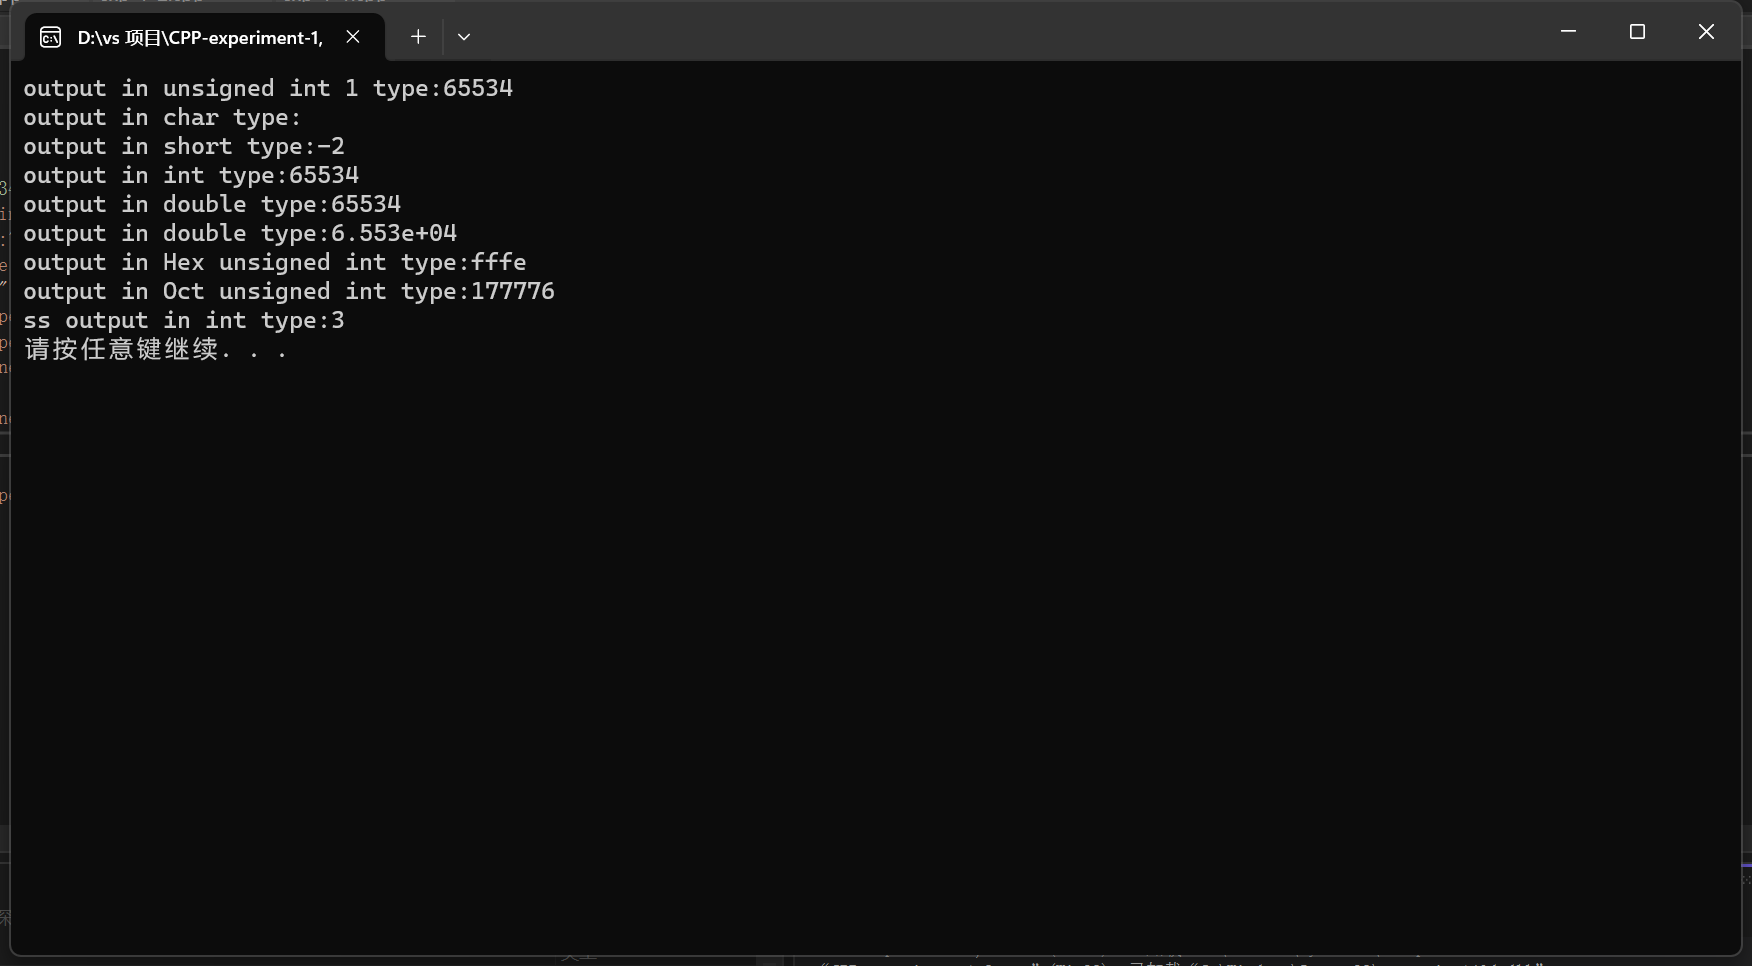 D:\vs 项目\CPP-experiment-1,
output in unsigned int 1 type:65534
output in char type:
output in short type:-2
output in int type:65534
output in double type:65534
output in double type:6.553e+04
output in Hex unsigned int type:fffe
output in Oct unsigned int type:177776
ss output in int type:3
请按任意键继续. . .